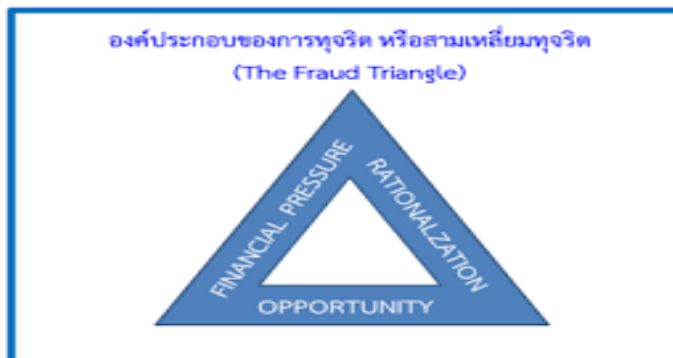 องค์ประกอบของการทุจริต หรือสามเหลี่ยมทุจริต
(The Fraud Triangle)
FINANCIAL PRESSURE
RATIONALZATION
OPPORTUNITY